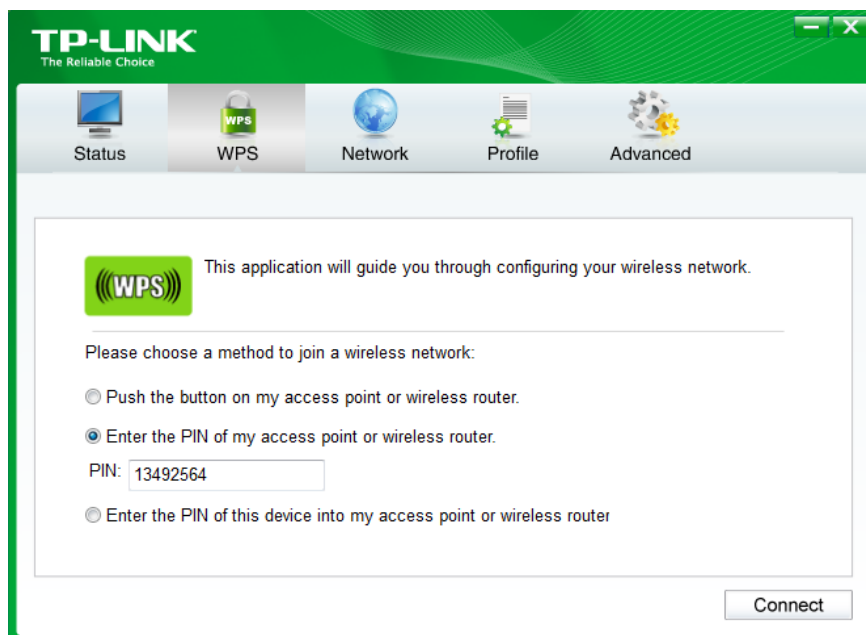 TP-LINK
The Reliable Choice
WPS
Status WPS Network Profile Advanced
WPS
This application will guide you through configuring your wireless network.
Please choose a method to join a wireless network:
Push the button on my access point or wireless router.
Enter the PIN of my access point or wireless router.
PIN: 13492564
Enter the PIN of this device into my access point or wireless router
Connect